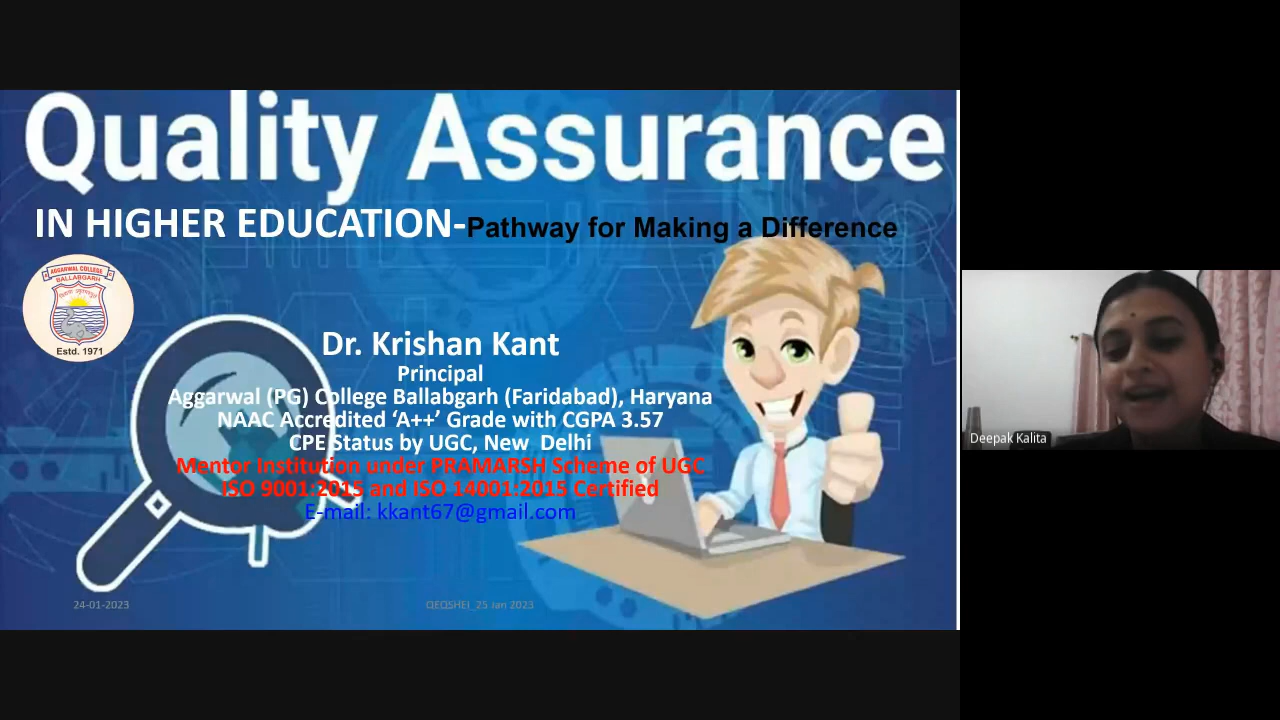 Quality Assurance
IN HIGHER EDUCATION-Pathway for Making a Difference
AGGARWAL COLLEGE
BALLABGARH
Estd. 1971
Dr. Krishan Kant
Principal
Aggarwal (PG) College Ballabgarh (Faridabad), Haryana
NAAC Accredited ‘A++’ Grade with CGPA 3.57
CPE Status by UGC, New Delhi
Mentor Institution under PRAMARSH Scheme of UGC
ISO 9001:2015 and ISO 14001:2015 Certified
E-mail: kkant67@gmail.com
24-01-2023
25 Jan 2023
Deepak Kalita